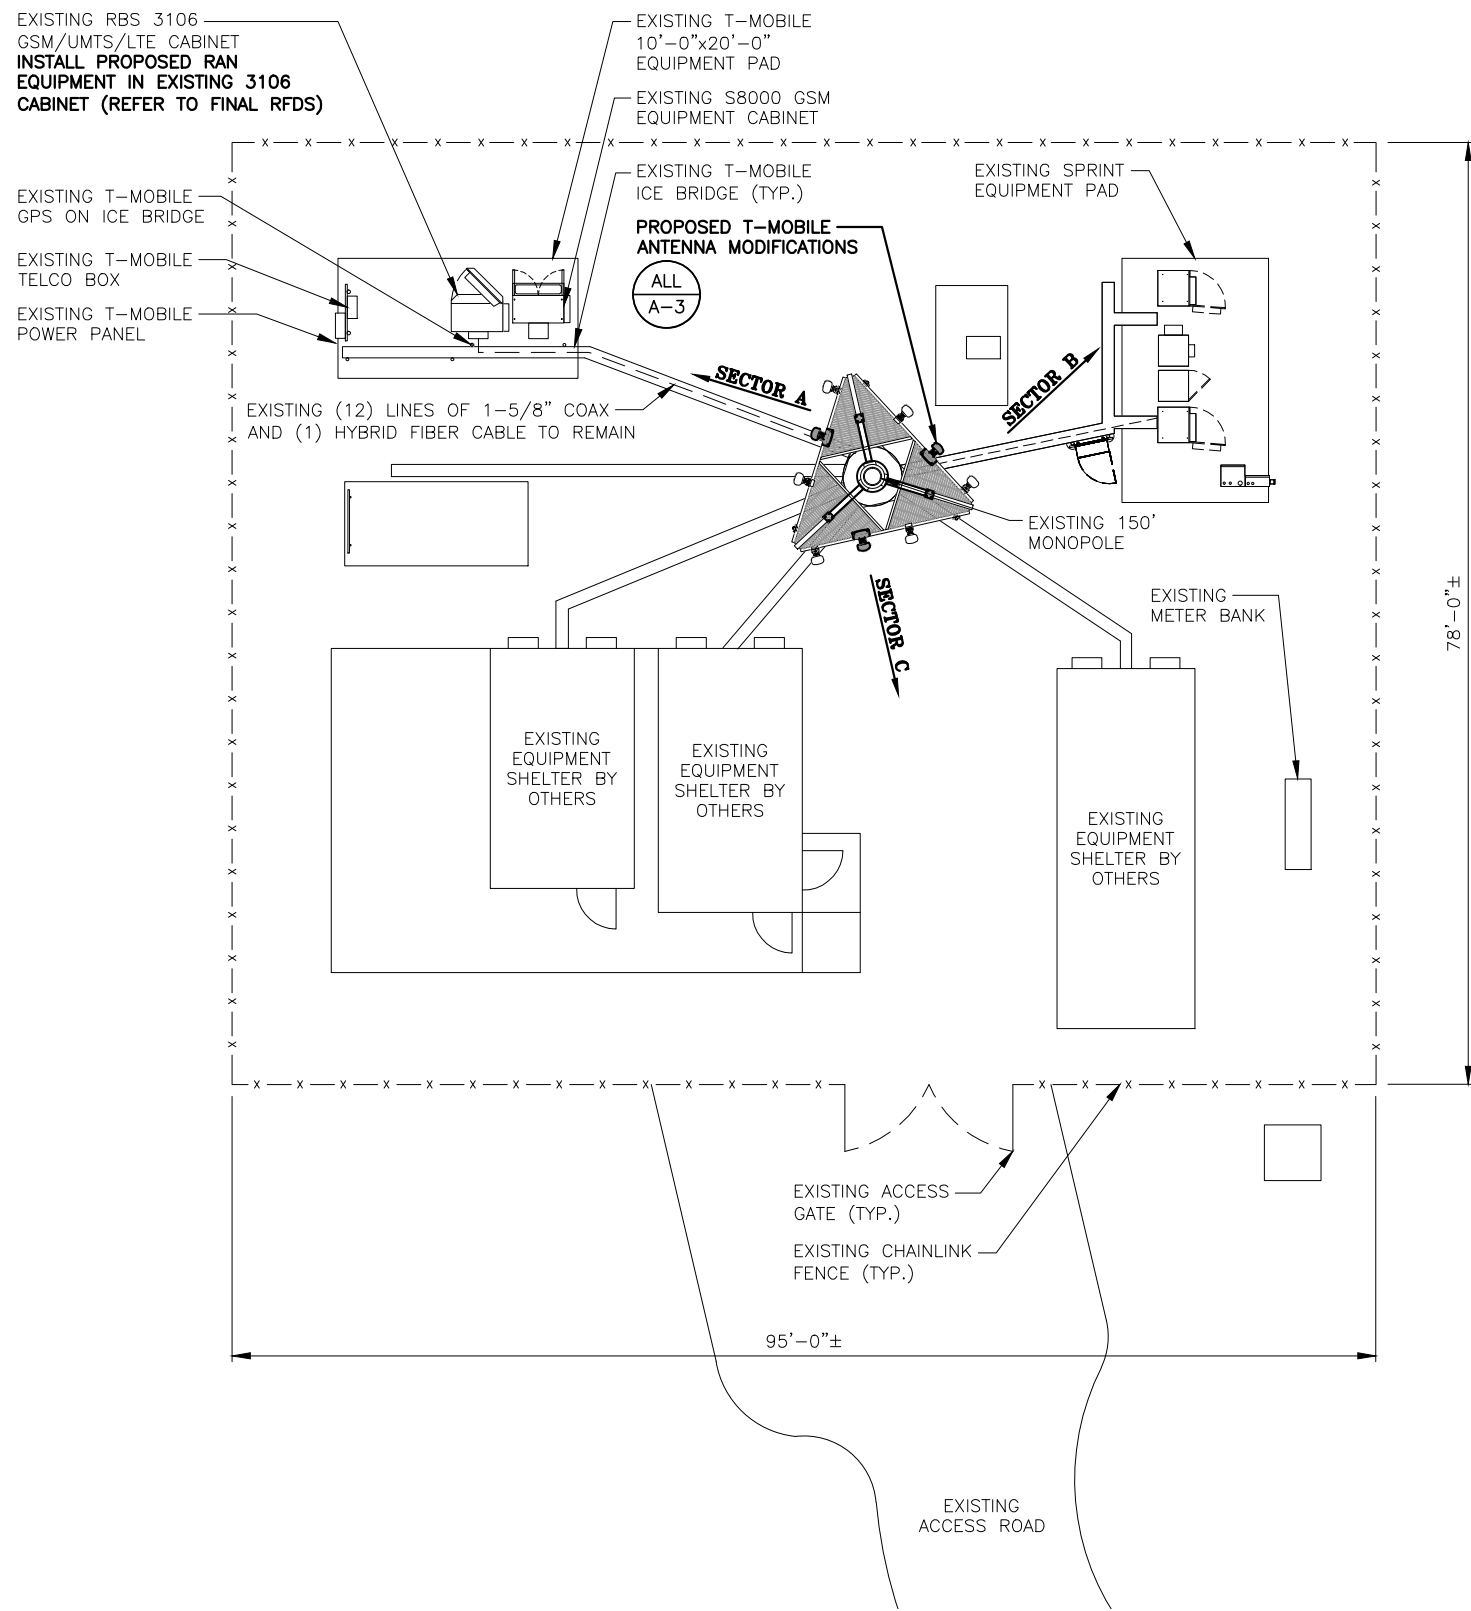 EXISTING RBS 3106
GSM/UMTS/LTE CABINET
INSTALL PROPOSED RAN
EQUIPMENT IN EXISTING 3106
CABINET (REFER TO FINAL RFDS)
EXISTING T-MOBILE
10'-0"x20'-0"
EQUIPMENT PAD
EXISTING S8000 GSM
EQUIPMENT CABINET
EXISTING T-MOBILE
ICE BRIDGE (TYP.)
EXISTING SPRINT
EQUIPMENT PAD
EXISTING T-MOBILE
GPS ON ICE BRIDGE
PROPOSED T-MOBILE
ANTENNA MODIFICATIONS
ALL
A-3
EXISTING T-MOBILE
TELCO BOX
EXISTING T-MOBILE
POWER PANEL
SECTOR A
SECTOR B
EXISTING (12) LINES OF 1-5/8" COAX
AND (1) HYBRID FIBER CABLE TO REMAIN
EXISTING 150'
MONOPOLE
SECTOR C
EXISTING
METER BANK
78'-0"±
EXISTING
EQUIPMENT
SHELTER BY
OTHERS
EXISTING
EQUIPMENT
SHELTER BY
OTHERS
EXISTING
EQUIPMENT
SHELTER BY
OTHERS
EXISTING ACCESS
GATE (TYP.)
EXISTING CHAINLINK
FENCE (TYP.)
95'-0"±
EXISTING
ACCESS ROAD